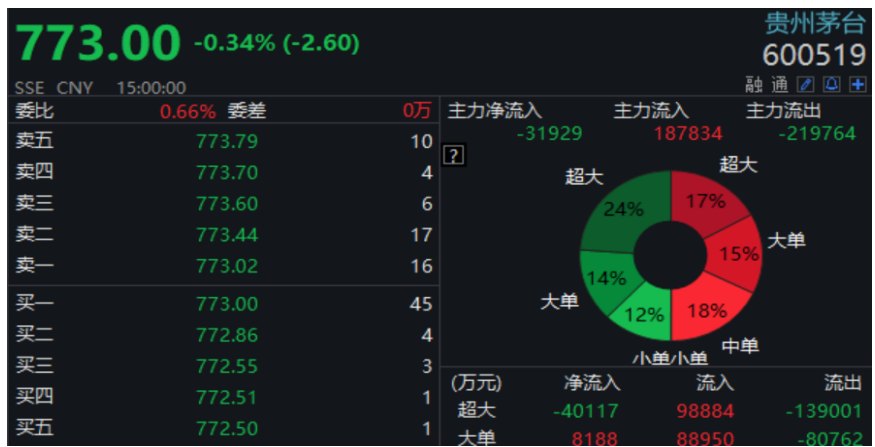 773.00 -0.34% (-2.60)
贵州茅台
600519
SSE CNY 15:00:00
融 通
委比 0.66% 委差 0万
卖五 773.79 10
卖四 773.70 4
卖三 773.60 6
卖二 773.44 17
卖一 773.02 16
买一 773.00 45
买二 772.86 4
买三 772.55 3
买四 772.51 1
买五 772.50 1
主力净流入 主力流入 主力流出
-31929 187834 -219764
?
超大 超大
24% 17%
大单
15%
14%
大单
12% 18%
中单
小单小单
(万元) 净流入 流入 流出
超大 -40117 98884 -139001
大单 8188 88950 -80762